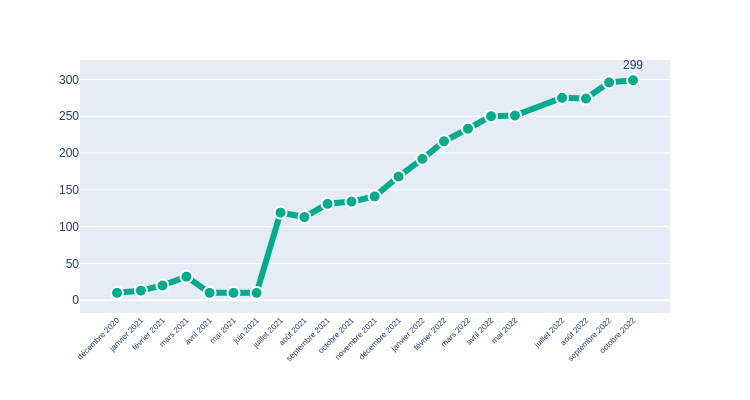 299
300
250
200
150
100
50
0
décembre 2020
janvier 2021
février 2021
mars 2021
avril 2021
mai 2021
juin 2021
juillet 2021
août 2021
septembre 2021
octobre 2021
novembre 2021
décembre 2021
janvier 2022
février 2022
mars 2022
avril 2022
mai 2022
juillet 2022
août 2022
septembre 2022
octobre 2022